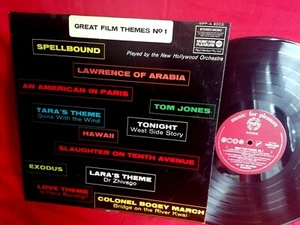 GREAT FILM THEMES Nº1
SPELLBOUND
Played by the New Hollywood Orchestra
LAWRENCE OF ARABIA
AN AMERICAN IN PARIS
TARA'S THEME
Gone With the Wind
TOM JONES
TONIGHT
West Side Story
HAWAII
SLAUGHTER ON TENTH AVENUE
EXODUS
LARA'S THEME
Dr Zhivago
LOVE THEME
COLONEL BOGEY MARCH
Bridge on the River Kwai
music for pleasure